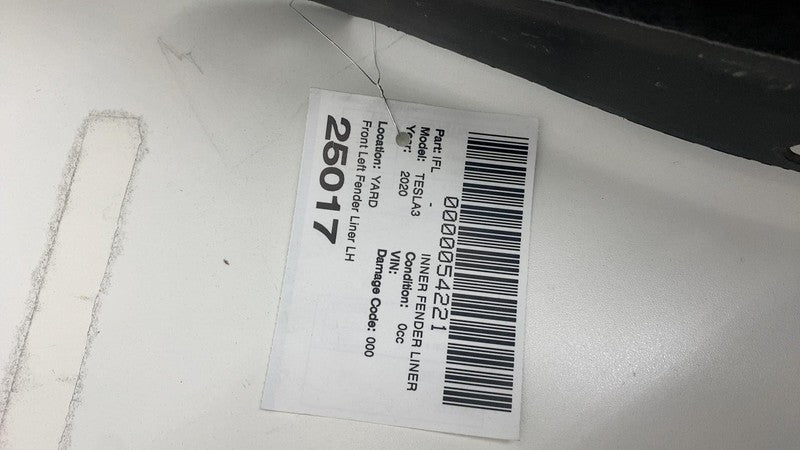 0000054221
Part: IFL - INNER FENDER LINER
Model: TESLA3 Condition: 0cc
Year: 2020 VIN:
Location: YARD Damage Code: 000
Front Left Fender Liner LH
25017